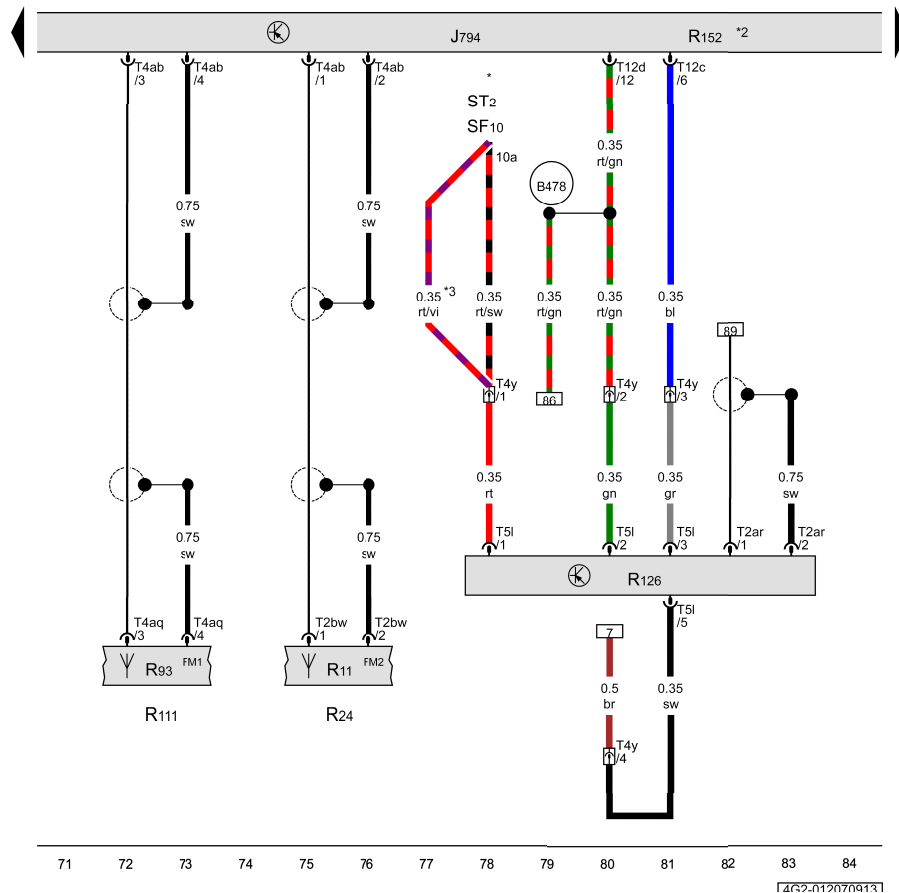 J794
R152 *2
T4ab
/3
T4ab
/4
T4ab
/1
T4ab
/2
T12d
/12
T12c
/6
*
ST2
SF10
10a
0.35
rt/gn
B478
0.75
sw
0.75
sw
0.35 *3
rt/vi
0.35
rt/sw
0.35
rt/gn
0.35
rt/gn
0.35
bl
89
T4y
/1
86
T4y
/2
T4y
/3
0.35
rt
0.35
gn
0.35
gr
0.75
sw
0.75
sw
0.75
sw
T5l
/1
T5l
/2
T5l
/3
T2ar
/1
T2ar
/2
R126
T5l
/5
T4aq
/3
T4aq
/4
T2bw
/1
T2bw
/2
7
R93 FM1
R11 FM2
0.5
br
0.35
sw
R111
R24
T4y
/4
71 72 73 74 75 76 77 78 79 80 81 82 83 84
4G2-012070913